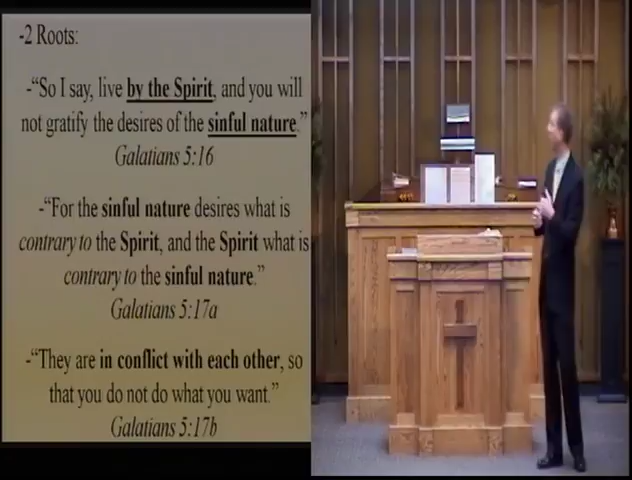 -2 Roots:
-“So I say, live by the Spirit, and you will
not gratify the desires of the sinful nature.”
Galatians 5:16
-“For the sinful nature desires what is
contrary to the Spirit, and the Spirit what is
contrary to the sinful nature.”
Galatians 5:17a
-“They are in conflict with each other, so
that you do not do what you want.”
Galatians 5:17b